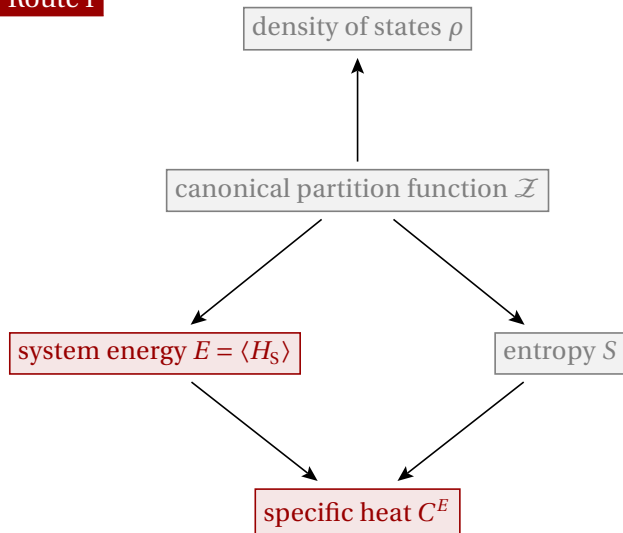 Route I
density of states ρ
canonical partition function 𝒵
system energy E = ⟨H_S⟩
entropy S
specific heat C^E